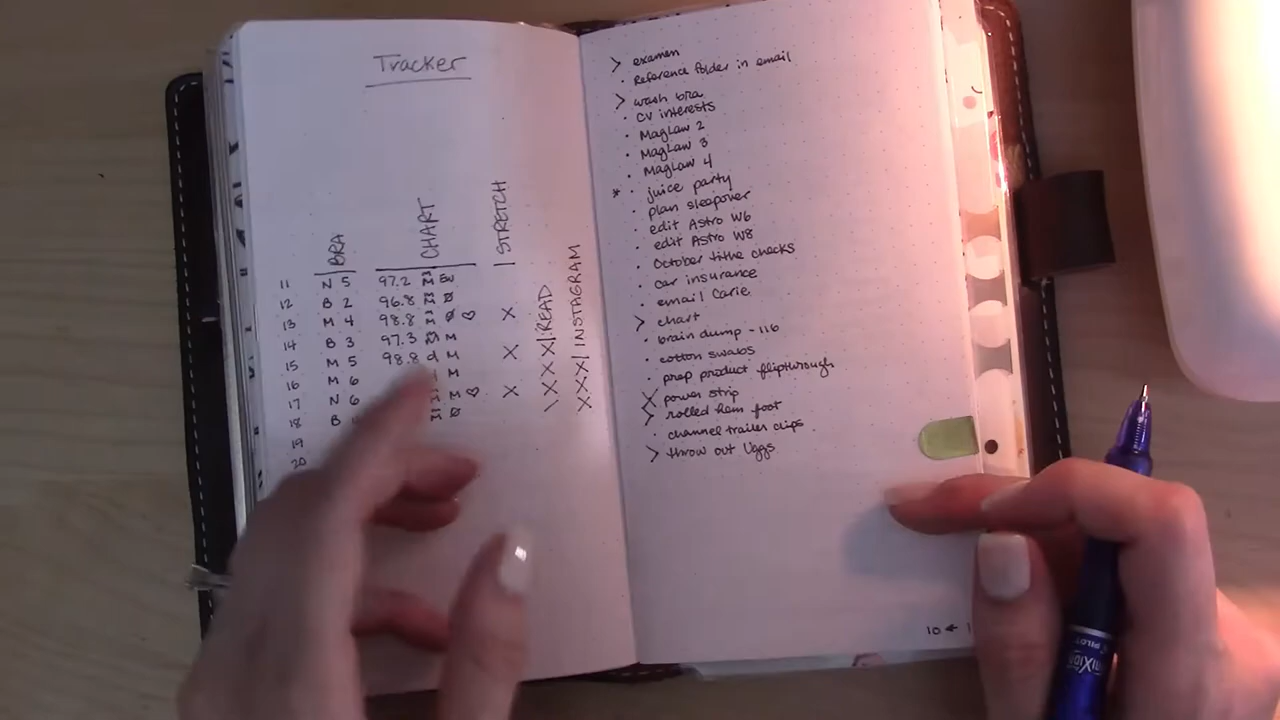 Tracker
BRA
CHART
STRETCH
READ
INSTAGRAM
11 N 5 97.2 M EW
12 B 2 96.8 M Ø
13 M 4 98.8 M Ø ♡ X
14 B 3 97.3 M M
15 M 5 98.8 d M X
16 M 6 M
17 N 6 M ♡ X
18 B M Ø
19
20
\ X X X
X X X
> examen
· Reference folder in email
> wash bra
· CV interests
· MagLaw 2
· MagLaw 3
· MagLaw 4
* · juice party
· plan sleepover
· edit Astro W6
· edit Astro W8
· October tithe checks
· car insurance
· email Carie
> chart
· brain dump - 116
· cotton swabs
· prep product flipthrough
X power strip
> rolled hem foot
· channel trailer clips
> throw out Uggs
10 ← 1
PILOT